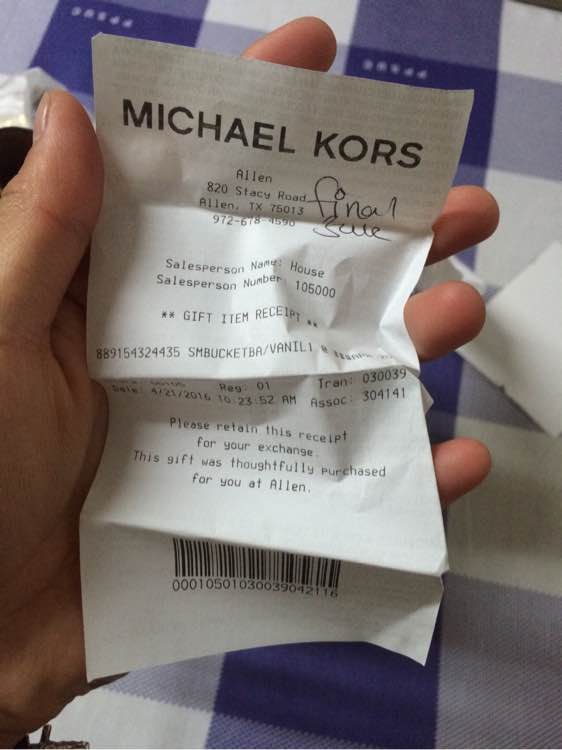 MICHAEL KORS
Allen
820 Stacy Road
Allen, TX 75013
972-678-4590
final
sale
Salesperson Name: House
Salesperson Number: 105000
** GIFT ITEM RECEIPT **
889154324435 SMBUCKETBA/VANIL1 @
Reg: 01 Tran: 030039
Date: 4/21/2016 10:23:52 AM Assoc: 304141
Please retain this receipt
for your exchange.
This gift was thoughtfully purchased
for you at Allen.
00010501030039042116